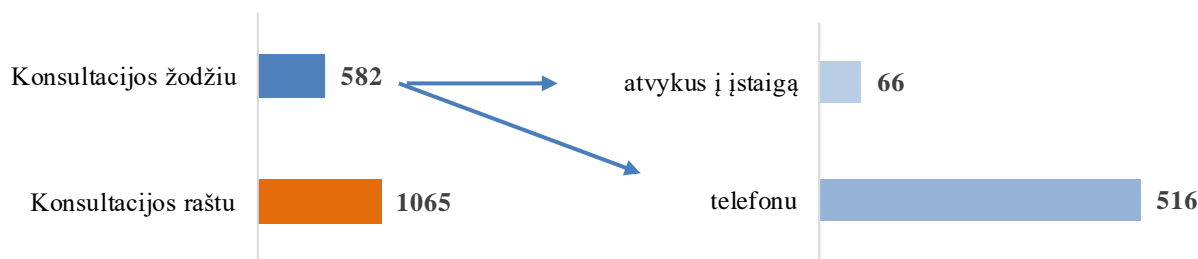 Konsultacijos žodžiu 582
atvykus į įstaigą 66
Konsultacijos raštu 1065
telefonu 516